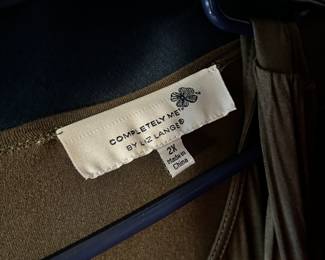 COMPLETELY ME
BY LIZ LANGE®
2X
Made in
China